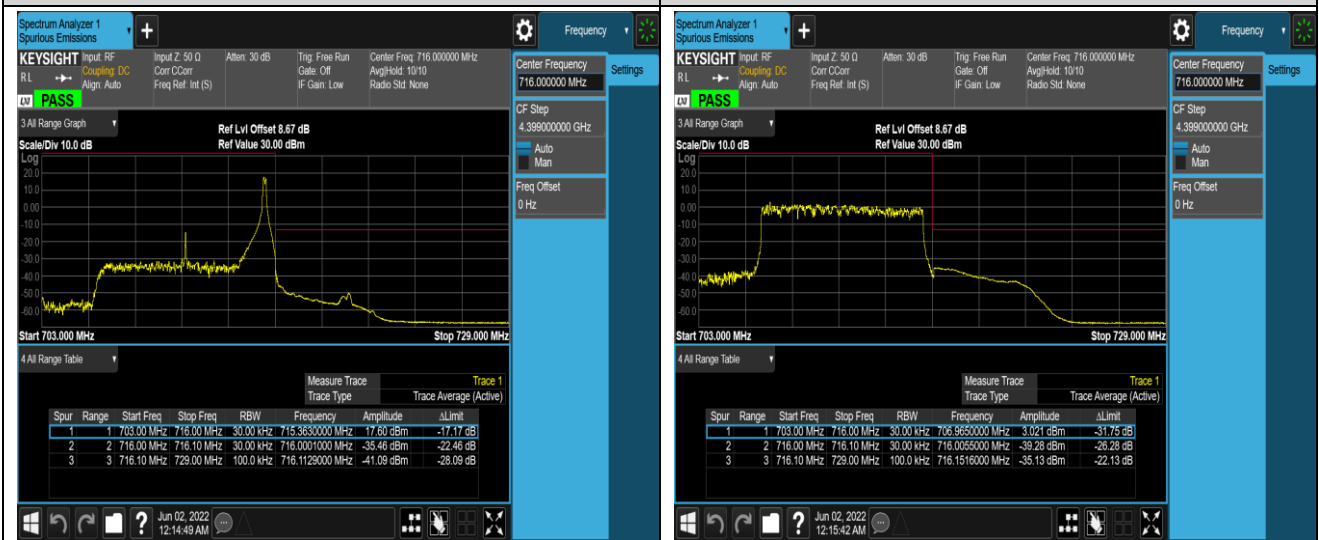 Spectrum Analyzer 1
Spurious Emissions
+
Frequency
KEYSIGHT Input: RF Input Z: 50 Ω Atten: 30 dB Trig: Free Run Center Freq: 716.000000 MHz
R L Coupling: DC Corr CCorr Gate: Off Avg|Hold: 10/10
Align: Auto Freq Ref: Int (S) IF Gain: Low Radio Std: None
LXI PASS
Center Frequency
716.000000 MHz
Settings
CF Step
4.399000000 GHz
Auto
Man
Freq Offset
0 Hz
3 All Range Graph
Ref Lvl Offset 8.67 dB
Scale/Div 10.0 dB Ref Value 30.00 dBm
Log
20.0
10.0
0.00
-10.0
-20.0
-30.0
-40.0
-50.0
-60.0
Start 703.000 MHz Stop 729.000 MHz
4 All Range Table
Measure Trace Trace 1
Trace Type Trace Average (Active)
Spur Range Start Freq Stop Freq RBW Frequency Amplitude ΔLimit
1 1 703.00 MHz 716.00 MHz 30.00 kHz 715.3630000 MHz 17.60 dBm -17.17 dB
2 2 716.00 MHz 716.10 MHz 30.00 kHz 716.0001000 MHz -35.46 dBm -22.46 dB
3 3 716.10 MHz 729.00 MHz 100.0 kHz 716.1129000 MHz -41.09 dBm -28.09 dB
? Jun 02, 2022
12:14:49 AM
Spectrum Analyzer 1
Spurious Emissions
+
Frequency
KEYSIGHT Input: RF Input Z: 50 Ω Atten: 30 dB Trig: Free Run Center Freq: 716.000000 MHz
R L Coupling: DC Corr CCorr Gate: Off Avg|Hold: 10/10
Align: Auto Freq Ref: Int (S) IF Gain: Low Radio Std: None
LXI PASS
Center Frequency
716.000000 MHz
Settings
CF Step
4.399000000 GHz
Auto
Man
Freq Offset
0 Hz
3 All Range Graph
Ref Lvl Offset 8.67 dB
Scale/Div 10.0 dB Ref Value 30.00 dBm
Log
20.0
10.0
0.00
-10.0
-20.0
-30.0
-40.0
-50.0
-60.0
Start 703.000 MHz Stop 729.000 MHz
4 All Range Table
Measure Trace Trace 1
Trace Type Trace Average (Active)
Spur Range Start Freq Stop Freq RBW Frequency Amplitude ΔLimit
1 1 703.00 MHz 716.00 MHz 30.00 kHz 706.9650000 MHz 3.021 dBm -31.75 dB
2 2 716.00 MHz 716.10 MHz 30.00 kHz 716.0055000 MHz -39.28 dBm -26.28 dB
3 3 716.10 MHz 729.00 MHz 100.0 kHz 716.1516000 MHz -35.13 dBm -22.13 dB
? Jun 02, 2022
12:15:42 AM